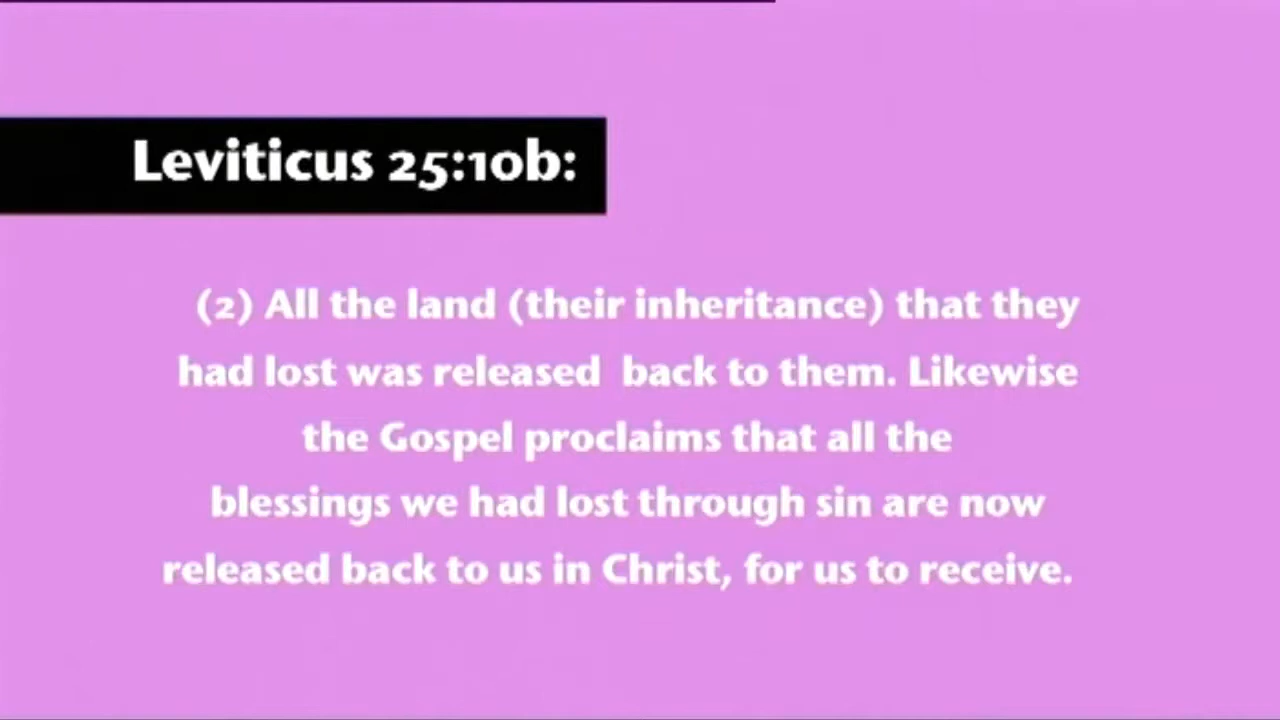 Leviticus 25:10b:
(2) All the land (their inheritance) that they
had lost was released  back to them. Likewise
the Gospel proclaims that all the
blessings we had lost through sin are now
released back to us in Christ, for us to receive.